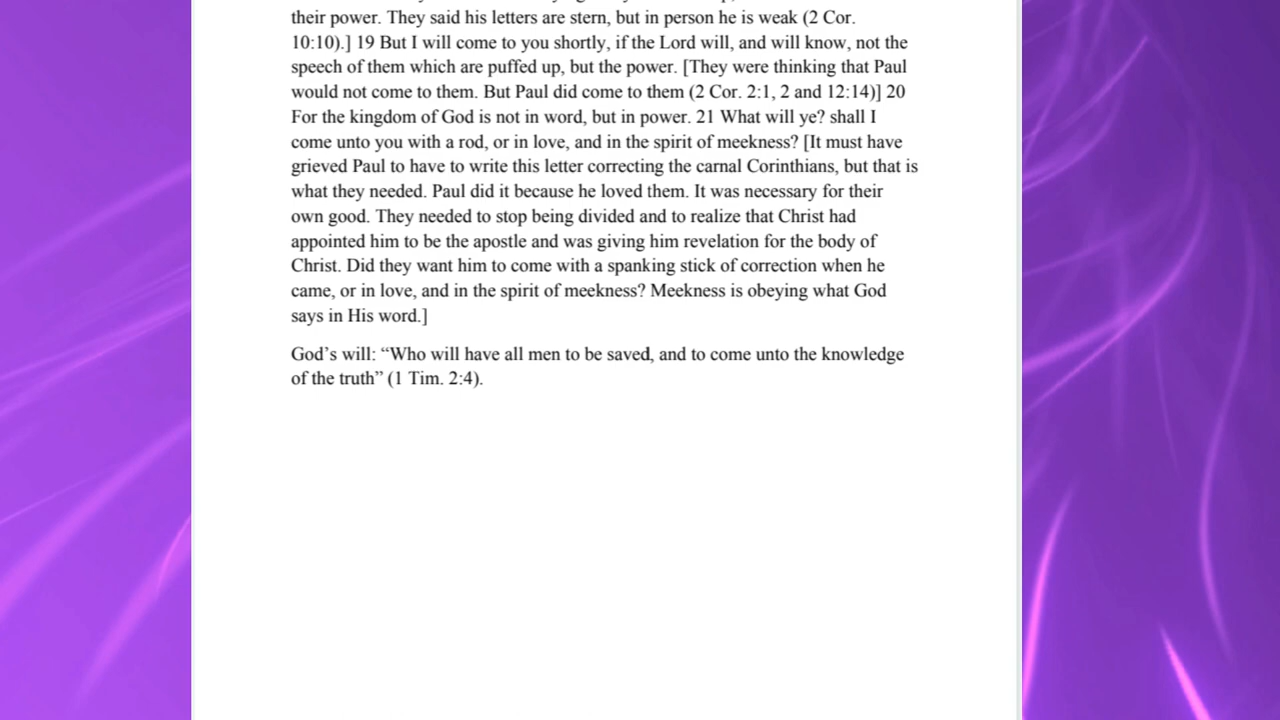 their power. They said his letters are stern, but in person he is weak (2 Cor.
10:10).] 19 But I will come to you shortly, if the Lord will, and will know, not the
speech of them which are puffed up, but the power. [They were thinking that Paul
would not come to them. But Paul did come to them (2 Cor. 2:1, 2 and 12:14)] 20
For the kingdom of God is not in word, but in power. 21 What will ye? shall I
come unto you with a rod, or in love, and in the spirit of meekness? [It must have
grieved Paul to have to write this letter correcting the carnal Corinthians, but that is
what they needed. Paul did it because he loved them. It was necessary for their
own good. They needed to stop being divided and to realize that Christ had
appointed him to be the apostle and was giving him revelation for the body of
Christ. Did they want him to come with a spanking stick of correction when he
came, or in love, and in the spirit of meekness? Meekness is obeying what God
says in His word.]
God’s will: “Who will have all men to be saved, and to come unto the knowledge
of the truth” (1 Tim. 2:4).